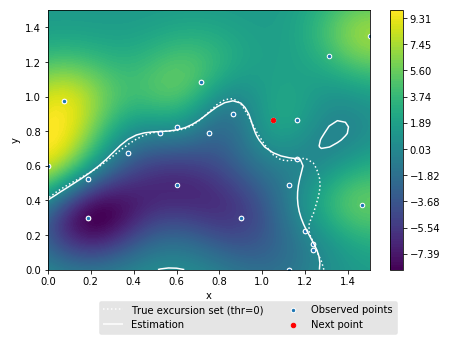 1.4
1.2
1.0
0.8
0.6
0.4
0.2
0.0
y
0.0 0.2 0.4 0.6 0.8 1.0 1.2 1.4
x
9.31
7.45
5.60
3.74
1.89
0.03
−1.82
−3.68
−5.54
−7.39
True excursion set (thr=0)
Estimation
Observed points
Next point